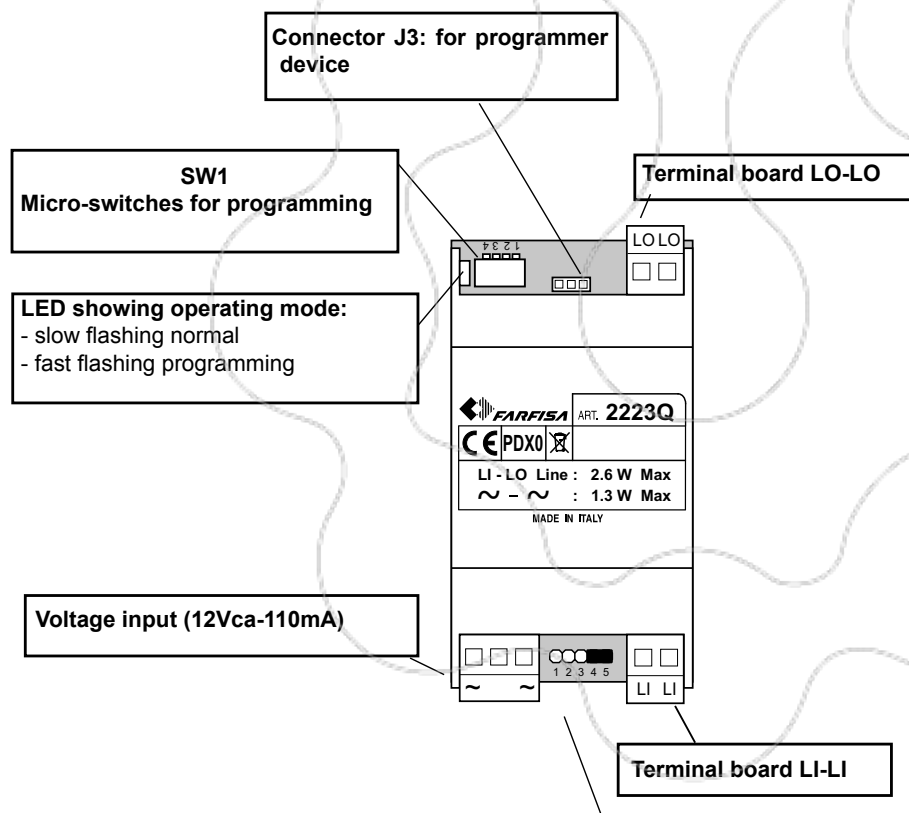 Connector J3: for programmer
device
SW1
Micro-switches for programming
Terminal board LO-LO
LED showing operating mode:
- slow flashing normal
- fast flashing programming
1 2 3 4
LO LO
FARFISA ART. 2223Q
CE PDX0
LI - LO Line : 2.6 W Max
~ – ~ : 1.3 W Max
MADE IN ITALY
Voltage input (12Vca-110mA)
1 2 3 4 5
~ ~
LI LI
Terminal board LI-LI